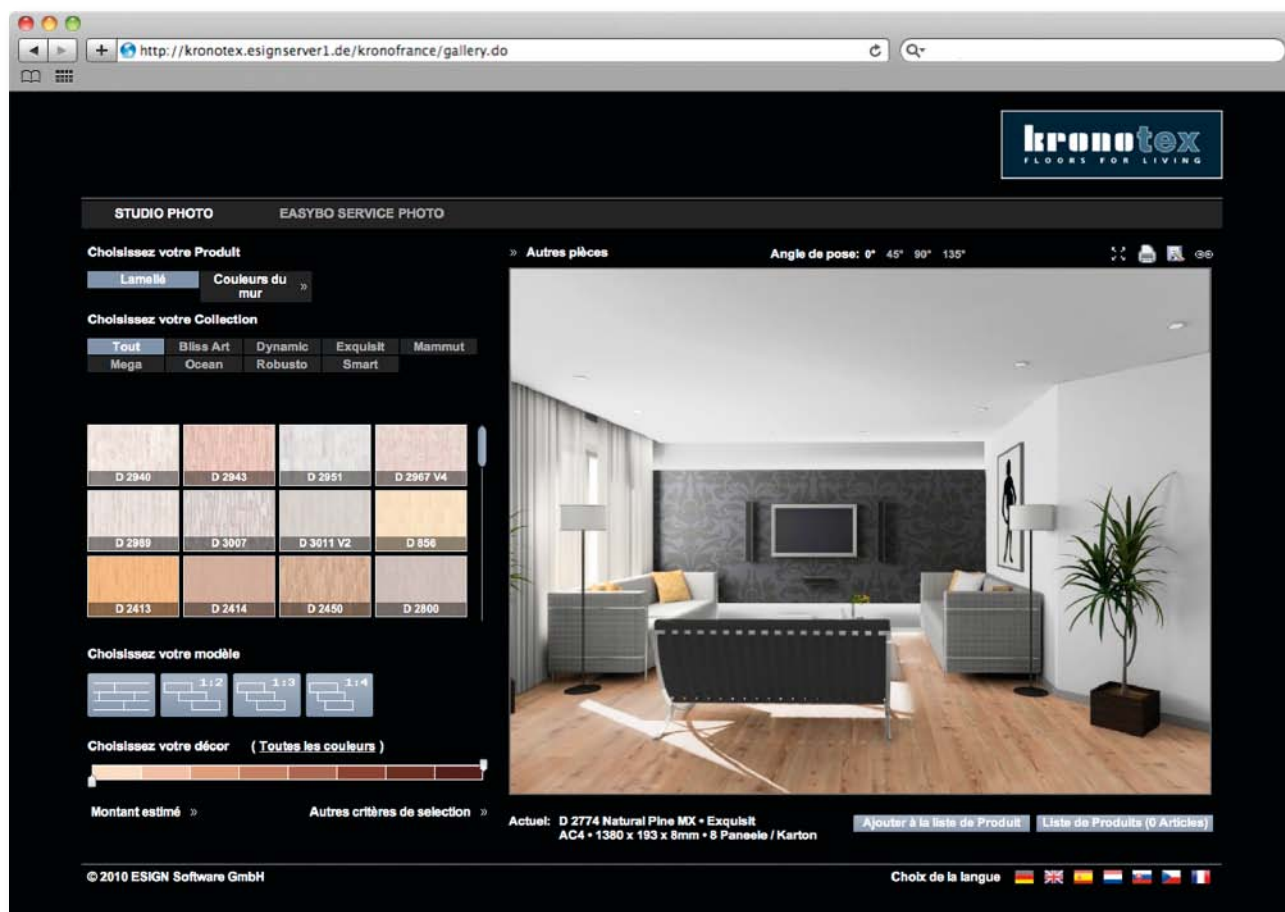 http://kronotex.esignserver1.de/kronofrance/gallery.do
kronotex
FLOORS FOR LIVING
STUDIO PHOTO
EASYBO SERVICE PHOTO
Choisissez votre Produit
Lamellé
Couleurs du
mur »
Choisissez votre Collection
Tout Bliss Art Dynamic Exquisit Mammut
Mega Ocean Robusto Smart
D 2940 D 2943 D 2951 D 2967 V4
D 2989 D 3007 D 3011 V2 D 856
D 2413 D 2414 D 2450 D 2800
Choisissez votre modèle
1:2 1:3 1:4
Choisissez votre décor ( Toutes les couleurs )
Montant estimé » Autres critères de selection »
» Autres pièces
Angle de pose: 0° 45° 90° 135°
Actuel: D 2774 Natural Pine MX • Exquisit
AC4 • 1380 x 193 x 8mm • 8 Paneele / Karton
Ajouter à la liste de Produit
Liste de Produits (0 Articles)
© 2010 ESIGN Software GmbH
Choix de la langue